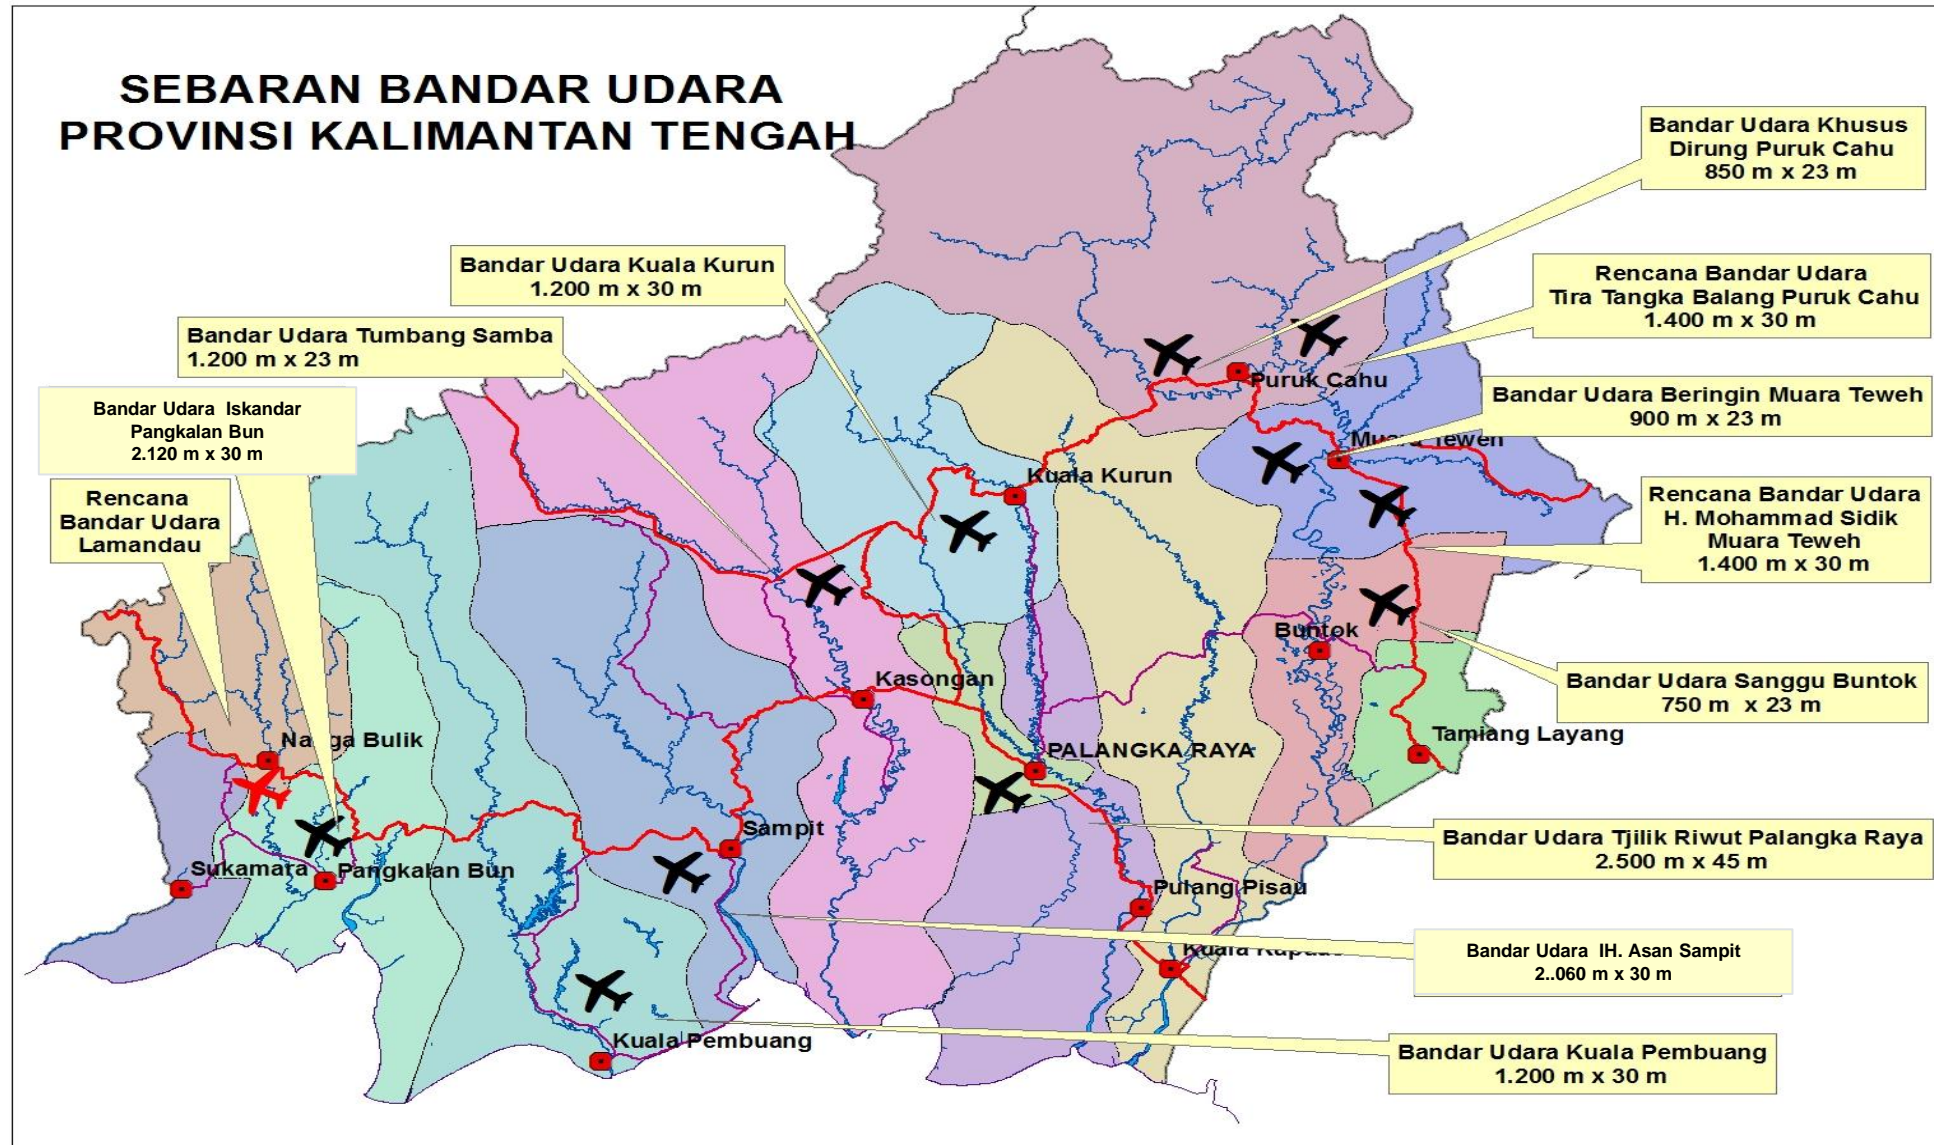 SEBARAN BANDAR UDARA
PROVINSI KALIMANTAN TENGAH
Bandar Udara Khusus
Dirung Puruk Cahu
850 m x 23 m
Bandar Udara Kuala Kurun
1.200 m x 30 m
Rencana Bandar Udara
Tira Tangka Balang Puruk Cahu
1.400 m x 30 m
Bandar Udara Tumbang Samba
1.200 m x 23 m
Puruk Cahu
Bandar Udara Iskandar
Pangkalan Bun
2.120 m x 30 m
Bandar Udara Beringin Muara Teweh
900 m x 23 m
Muara Teweh
Kuala Kurun
Rencana
Bandar Udara
Lamandau
Rencana Bandar Udara
H. Mohammad Sidik
Muara Teweh
1.400 m x 30 m
Buntok
Kasongan
Bandar Udara Sanggu Buntok
750 m x 23 m
Nanga Bulik
Tamiang Layang
PALANGKA RAYA
Sampit
Bandar Udara Tjilik Riwut Palangka Raya
2.500 m x 45 m
Sukamara
Pangkalan Bun
Pulang Pisau
Kuala Kapuas
Bandar Udara IH. Asan Sampit
2..060 m x 30 m
Kuala Pembuang
Bandar Udara Kuala Pembuang
1.200 m x 30 m